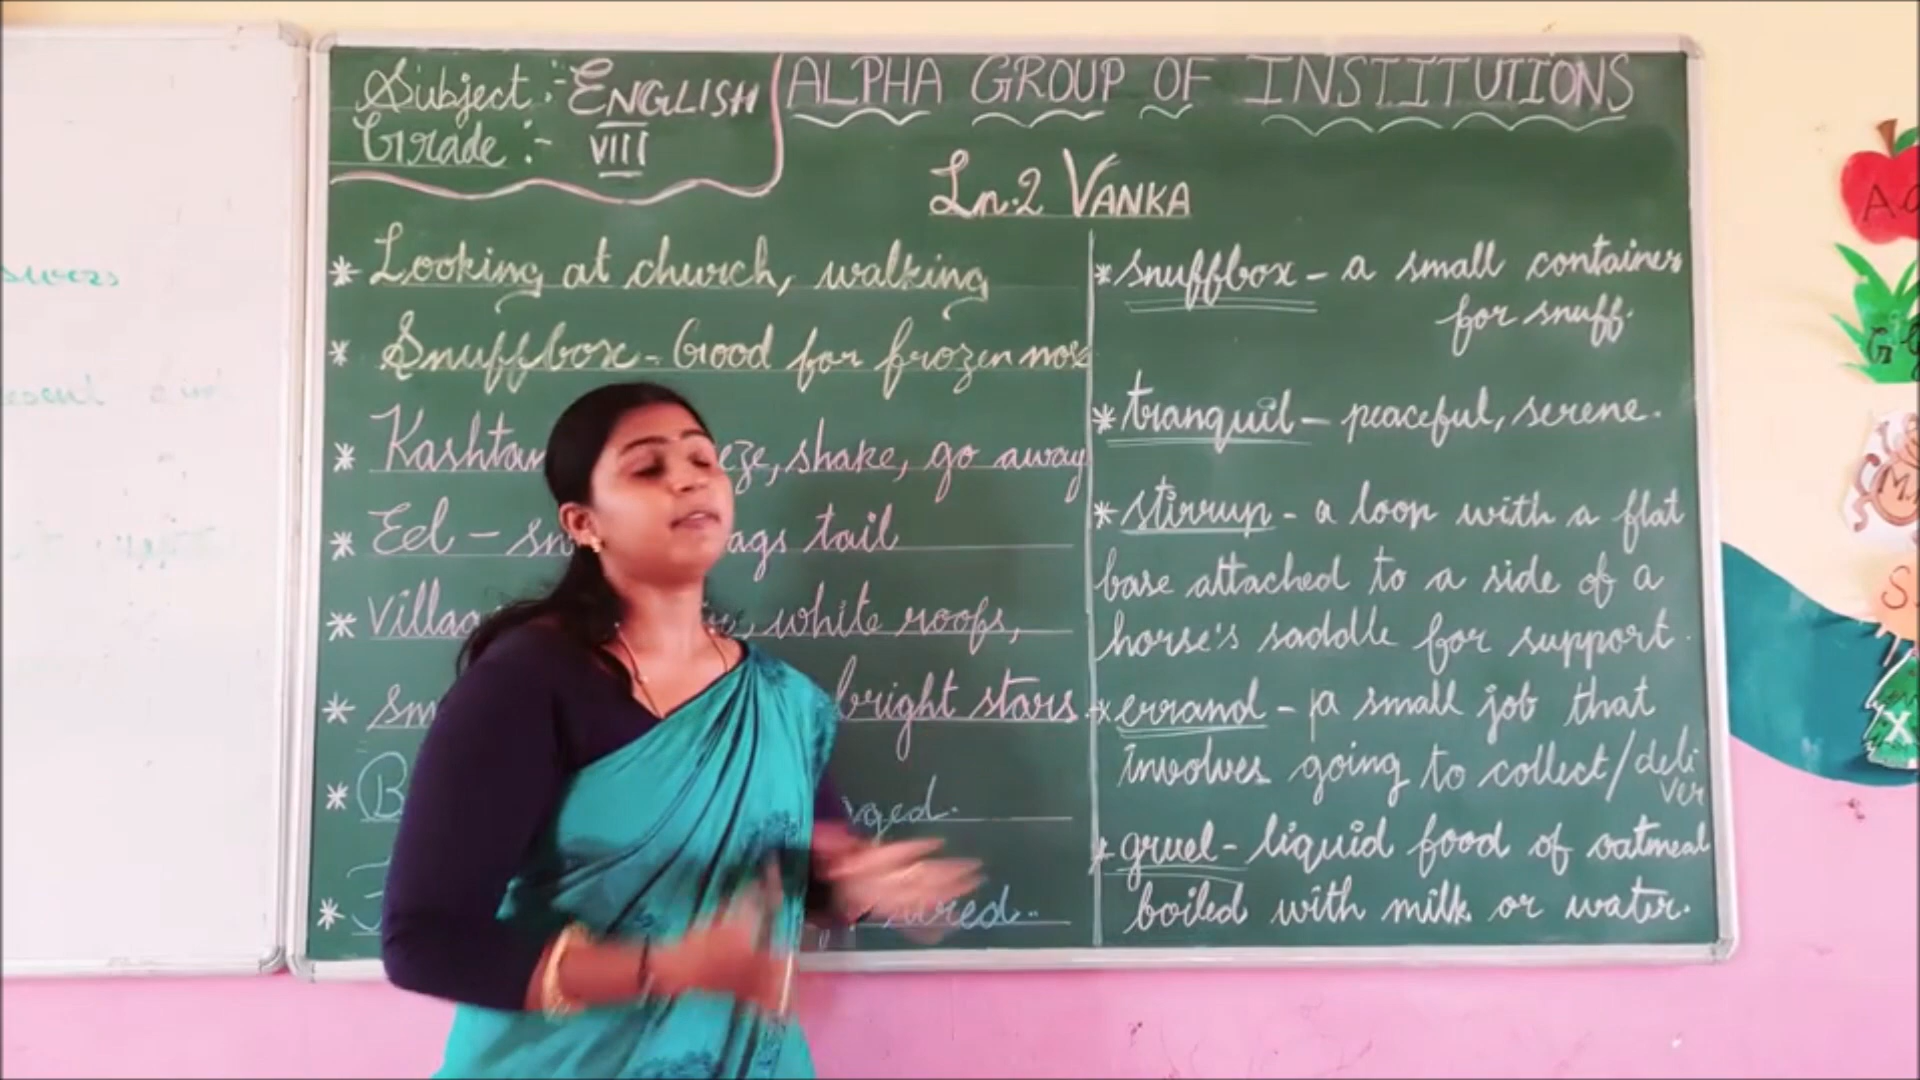 Subject :- ENGLISH
Grade :- VIII
ALPHA GROUP OF INSTITUTIONS
Ln.2 VANKA
* Looking at church, walking
* Snuffbox - Good for frozen nose
* shake, go away
* Eel - tail
* white roofs,
* bright stars.
*
*
* snuffbox - a small container
for snuff.
* tranquil - peaceful, serene.
* stirrup - a loop with a flat
base attached to a side of a
horse's saddle for support.
* errand - A small job that
involves going to collect/deli
ver
* gruel - liquid food of oatmeal
boiled with milk or water.